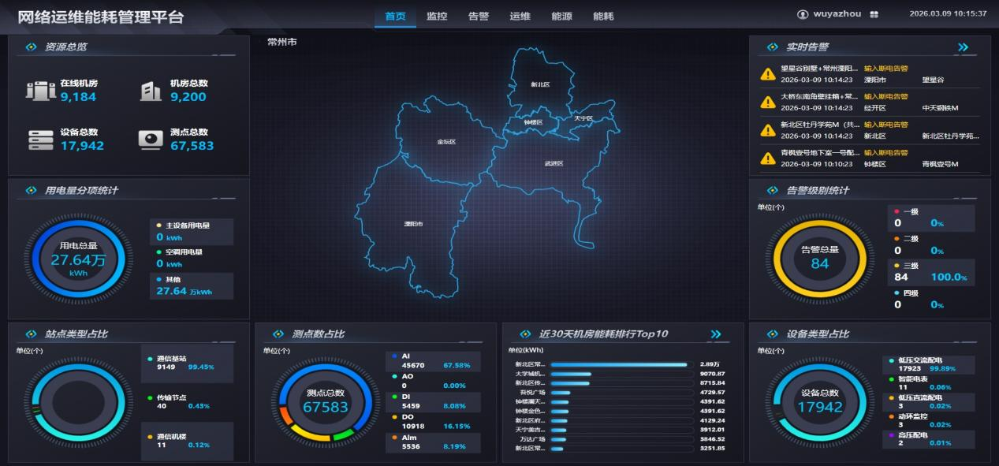 网络运维能耗管理平台
首页 监控 告警 运维 能源 能耗
wuyazhou
2026.03.09 10:15:37
资源总览
在线机房
9,184
机房总数
9,200
设备总数
17,942
测点总数
67,583
用电量分项统计
用电总量
27.64万
kWh
主设备用电量
0 kWh
空调用电量
0 kWh
其他
27.64 万kWh
站点类型占比
单位(个)
通信基站
9149 99.45%
传输节点
40 0.43%
通信机楼
11 0.12%
常州市
新北区
天宁区
钟楼区
金坛区
武进区
溧阳市
测点数占比
单位(个)
测点总数
67583
AI
45670 67.58%
AO
0 0.00%
DI
5459 8.08%
DO
10918 16.15%
Alm
5536 8.19%
近30天机房能耗排行Top10
单位(kWh)
新北区常... 2.89万
大学城机... 9070.87
新北区传... 8715.84
吾悦广场 4729.57
钟楼澜天... 4391.62
钟楼金色... 4391.62
新北区府... 4129.24
天宁美吉... 3912.01
万达广场 3846.52
新北区常... 3251.85
实时告警
望星谷别墅+常州溧阳... 输入断电告警
2026-03-09 10:14:23 溧阳市 望星谷
大桥东南角壁挂箱+常... 输入断电告警
2026-03-09 10:14:23 经开区 中天钢铁M
新北区牡丹学苑M（共... 输入断电告警
2026-03-09 10:14:23 新北区 新北区牡丹学苑...
青枫壹号地下室一号配... 输入断电告警
2026-03-09 10:10:23 钟楼区 青枫壹号M
告警级别统计
单位(个)
告警总量
84
一级
0 0%
二级
0 0%
三级
84 100.0%
四级
0 0%
设备类型占比
单位(个)
设备总数
17942
低压交流配电
17923 99.89%
智能电表
11 0.06%
低压直流配电
3 0.02%
动环监控
3 0.02%
高压配电
2 0.01%